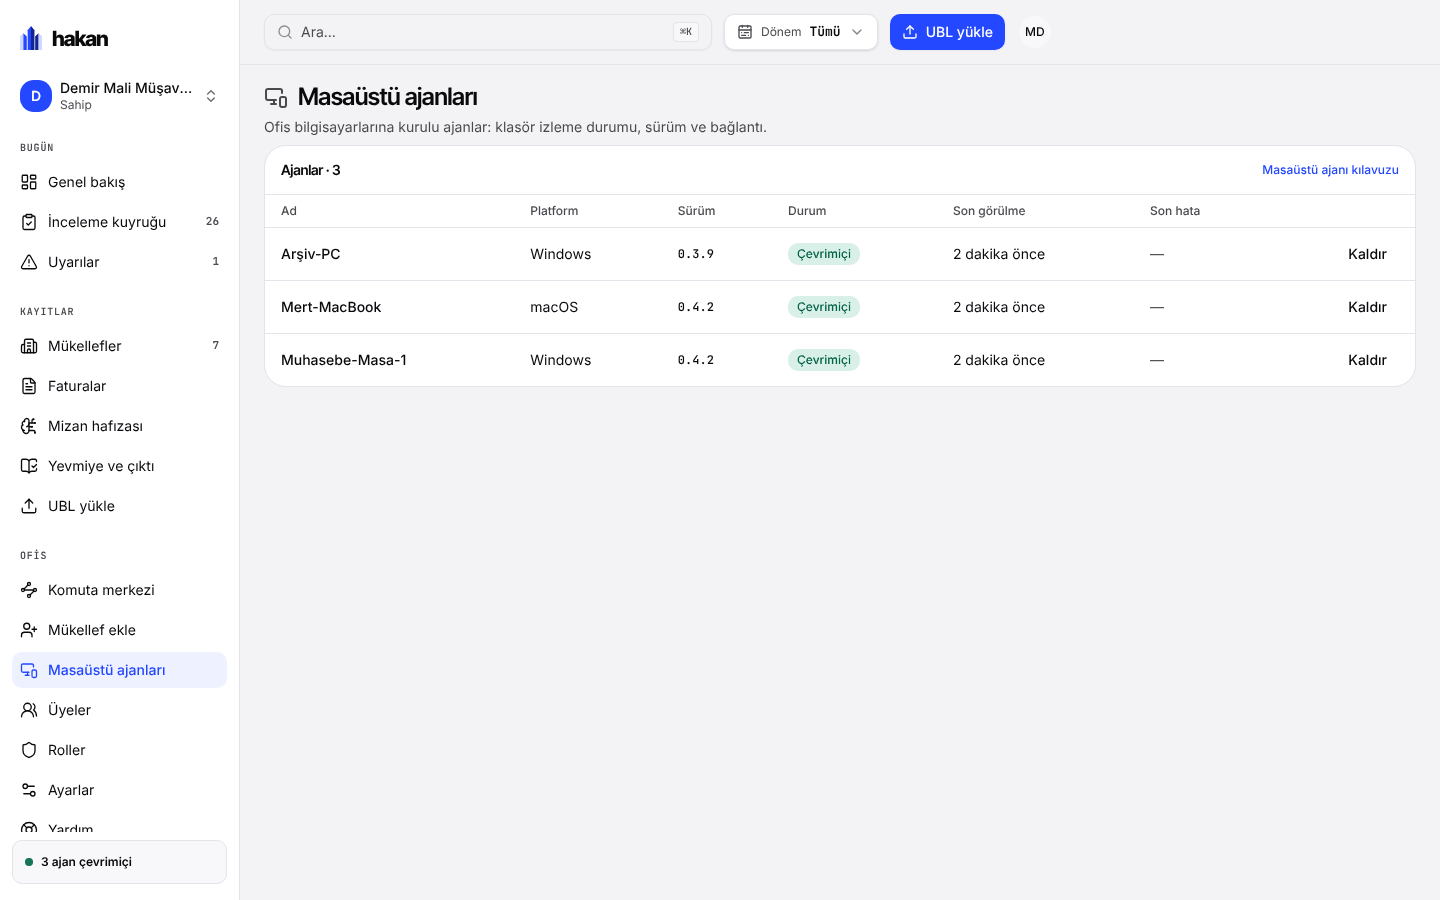 hakan
Ara...
⌘K
Dönem Tümü
UBL yükle
MD
D
Demir Mali Müşav...
Sahip
BUGÜN
Genel bakış
İnceleme kuyruğu 26
Uyarılar 1
KAYITLAR
Mükellefler 7
Faturalar
Mizan hafızası
Yevmiye ve çıktı
UBL yükle
OFİS
Komuta merkezi
Mükellef ekle
Masaüstü ajanları
Üyeler
Roller
Ayarlar
Yardım
3 ajan çevrimiçi
Masaüstü ajanları
Ofis bilgisayarlarına kurulu ajanlar: klasör izleme durumu, sürüm ve bağlantı.
Ajanlar · 3
Masaüstü ajanı kılavuzu
Ad Platform Sürüm Durum Son görülme Son hata
Arşiv-PC Windows 0.3.9 Çevrimiçi 2 dakika önce — Kaldır
Mert-MacBook macOS 0.4.2 Çevrimiçi 2 dakika önce — Kaldır
Muhasebe-Masa-1 Windows 0.4.2 Çevrimiçi 2 dakika önce — Kaldır